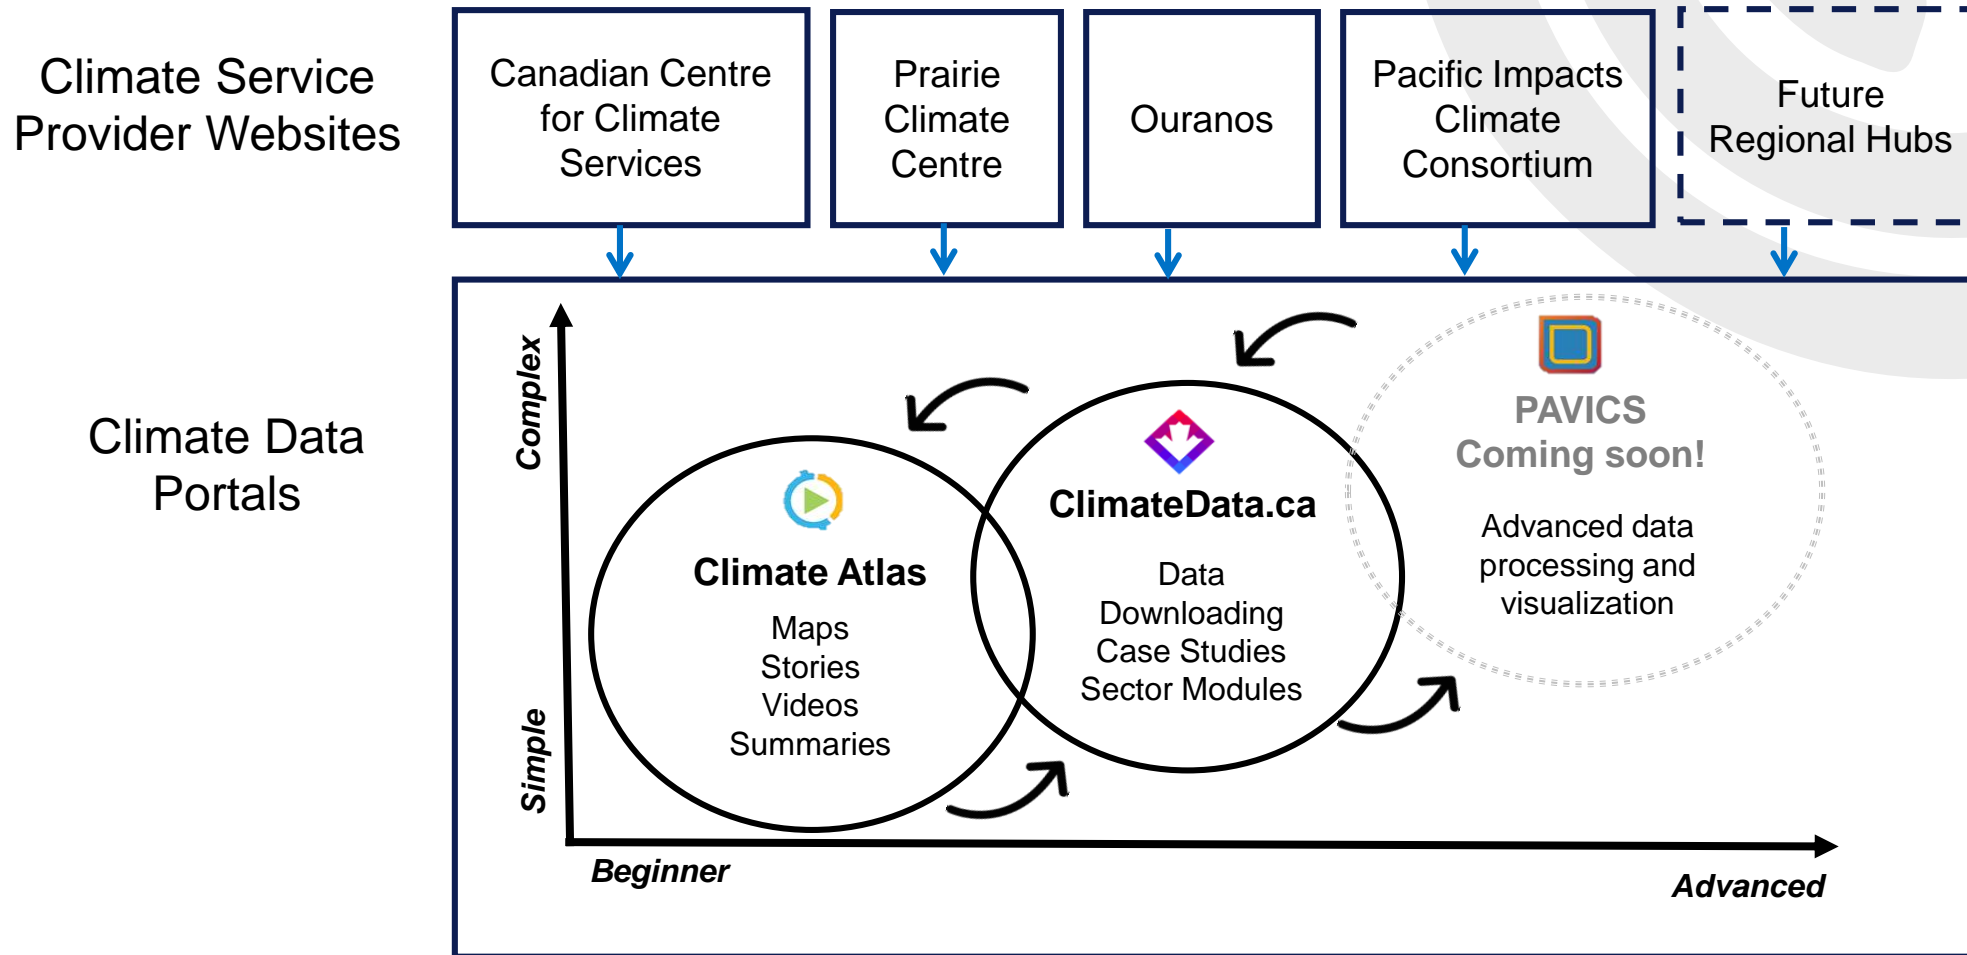 Climate Service
Provider Websites
Canadian Centre
for Climate
Services
Prairie
Climate
Centre
Ouranos
Pacific Impacts
Climate
Consortium
Future
Regional Hubs
Climate Data
Portals
Complex
Simple
Climate Atlas
Maps
Stories
Videos
Summaries
ClimateData.ca
Data
Downloading
Case Studies
Sector Modules
PAVICS
Coming soon!
Advanced data
processing and
visualization
Beginner
Advanced